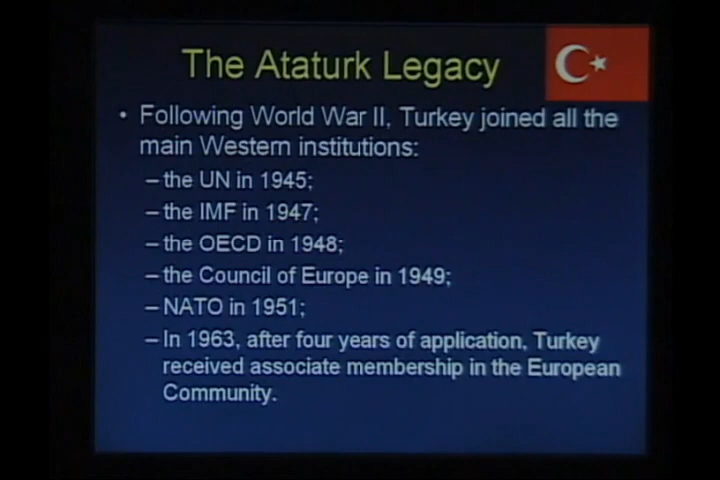 The Ataturk Legacy
• Following World War II, Turkey joined all the
main Western institutions:
– the UN in 1945;
– the IMF in 1947;
– the OECD in 1948;
– the Council of Europe in 1949;
– NATO in 1951;
– In 1963, after four years of application, Turkey
received associate membership in the European
Community.